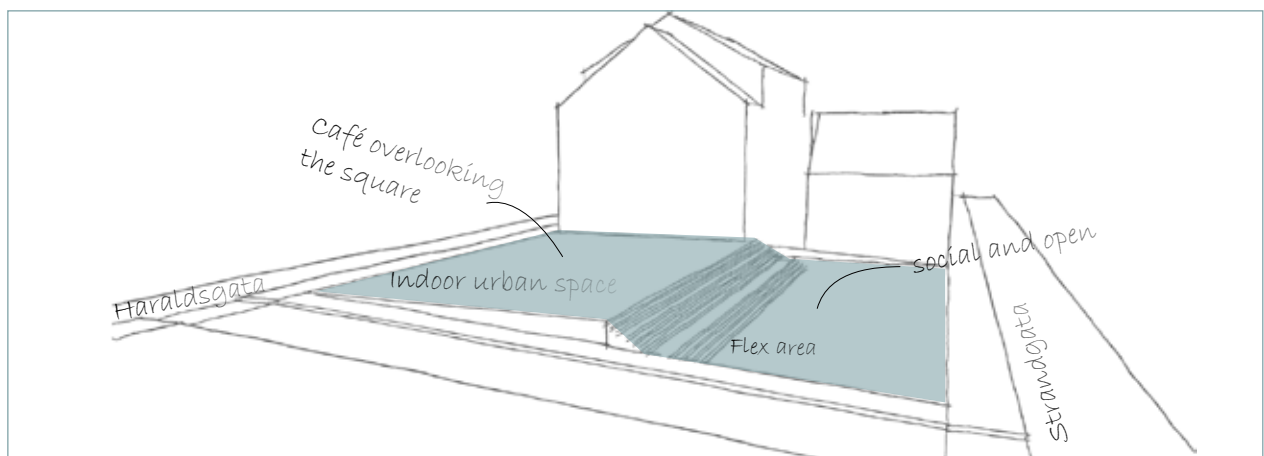 Café overlooking
the square
social and open
Indoor urban space
Haraldsgata
Flex area
Strandgata